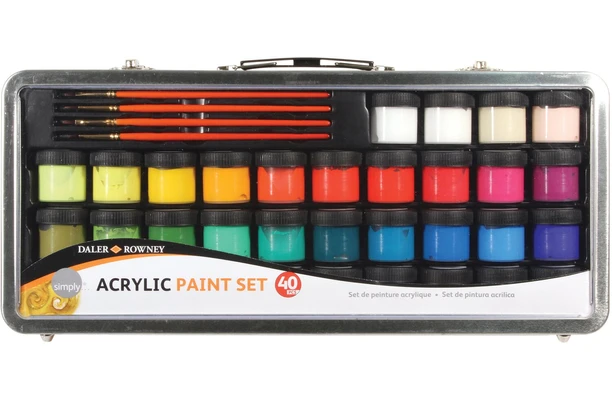 DALER ROWNEY
simply
ACRYLIC PAINT SET 40
Set de peinture acrylique • Set de pintura acrílica